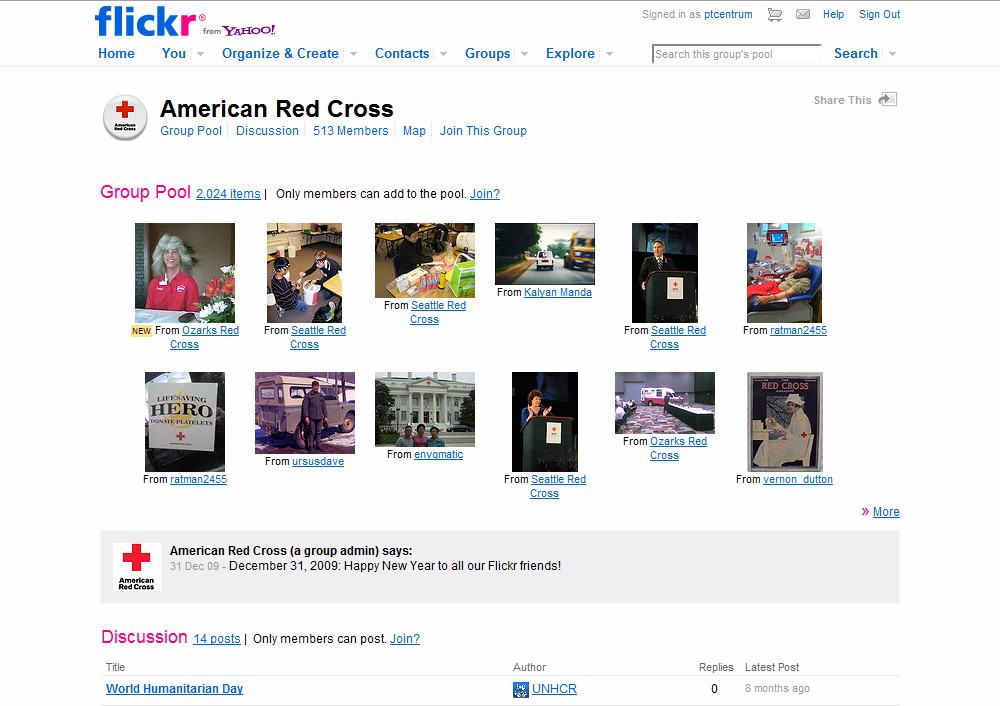 flickr® from YAHOO!
Signed in as ptcentrum Help Sign Out
Home You Organize & Create Contacts Groups Explore Search this group's pool Search
American Red Cross
American Red Cross
Share This
Group Pool Discussion 513 Members Map Join This Group
Group Pool 2,024 items | Only members can add to the pool. Join?
NEW From Ozarks Red Cross
From Seattle Red Cross
From Seattle Red Cross
From Kalyan Manda
From Seattle Red Cross
From ratman2455
LIFESAVING
HERO
DONATE PLATELETS
From ratman2455
From ursusdave
From enygmatic
From Seattle Red Cross
From Ozarks Red Cross
THE
RED CROSS
MAGAZINE
From vernon_dutton
» More
American Red Cross
American Red Cross (a group admin) says:
31 Dec 09 - December 31, 2009: Happy New Year to all our Flickr friends!
Discussion 14 posts | Only members can post. Join?
Title Author Replies Latest Post
World Humanitarian Day UNHCR 0 8 months ago